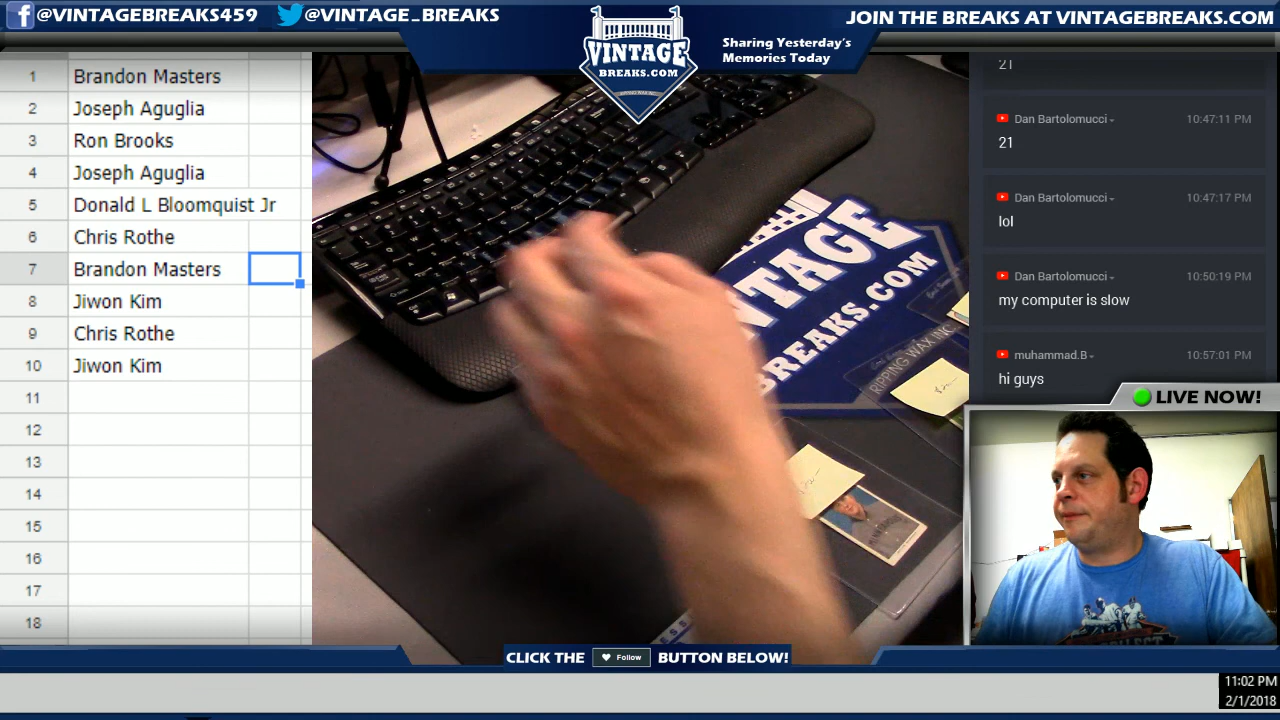 @VINTAGEBREAKS459
@VINTAGE_BREAKS
VINTAGE
BREAKS.COM
Sharing Yesterday's
Memories Today
JOIN THE BREAKS AT VINTAGEBREAKS.COM
1 Brandon Masters
2 Joseph Aguglia
3 Ron Brooks
4 Joseph Aguglia
5 Donald L Bloomquist Jr
6 Chris Rothe
7 Brandon Masters
8 Jiwon Kim
9 Chris Rothe
10 Jiwon Kim
11
12
13
14
15
16
17
18
VINTAGE
BREAKS.COM
RIPPING WAX INC
21
Dan Bartolomucci 10:47:11 PM
21
Dan Bartolomucci 10:47:17 PM
lol
Dan Bartolomucci 10:50:19 PM
my computer is slow
muhammad.B 10:57:01 PM
hi guys
LIVE NOW!
CLICK THE Follow BUTTON BELOW!
11:02 PM
2/1/2018